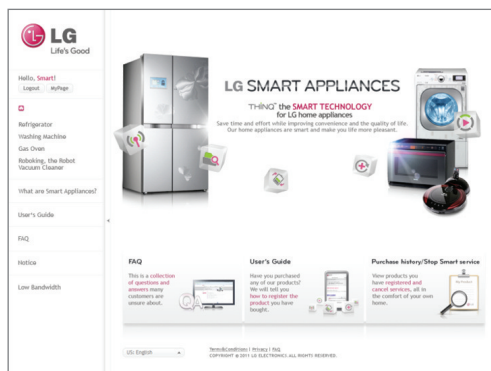 LG
Life's Good
Hello, Smart!
Logout MyPage
Refrigerator
Washing Machine
Gas Oven
Roboking, the Robot
Vacuum Cleaner
What are Smart Appliances?
User's Guide
FAQ
Notice
Low Bandwidth
LG SMART APPLIANCES
THINQ™ the SMART TECHNOLOGY
for LG home appliances
Save time and effort while improving convenience and the quality of life.
Our home appliances are smart and make you life more pleasant.
FAQ
This is a collection
of questions and
answers many
customers are
unsure about.
User's Guide
Have you purchased
any of our products?
We will tell you
how to register the
product you have
bought.
Purchase history/Stop Smart service
View products you
have registered and
cancel services, all in
the comfort of your own
home.
US: English
Term&Condition | Privacy | FAQ
COPYRIGHT © 2011 LG ELECTRONICS ALL RIGHTS RESERVED.